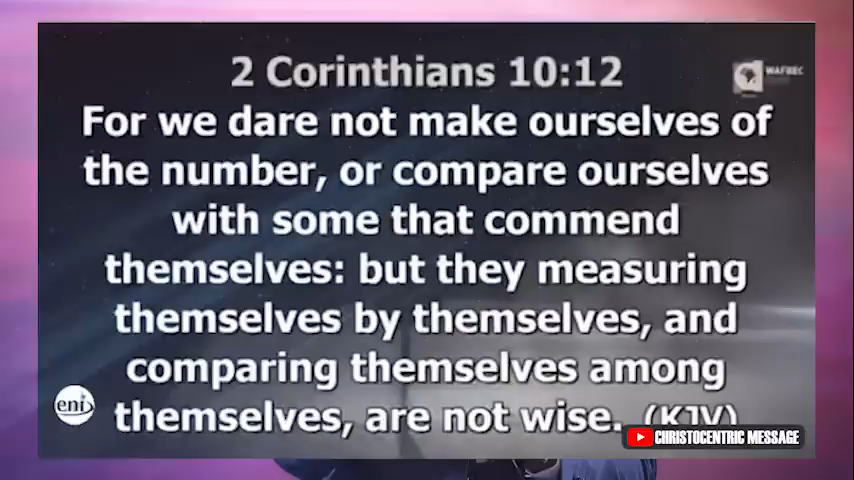 2 Corinthians 10:12
WAFBEC
For we dare not make ourselves of
the number, or compare ourselves
with some that commend
themselves: but they measuring
themselves by themselves, and
comparing themselves among
themselves, are not wise. (KJV)
eni
CHRISTOCENTRIC MESSAGE